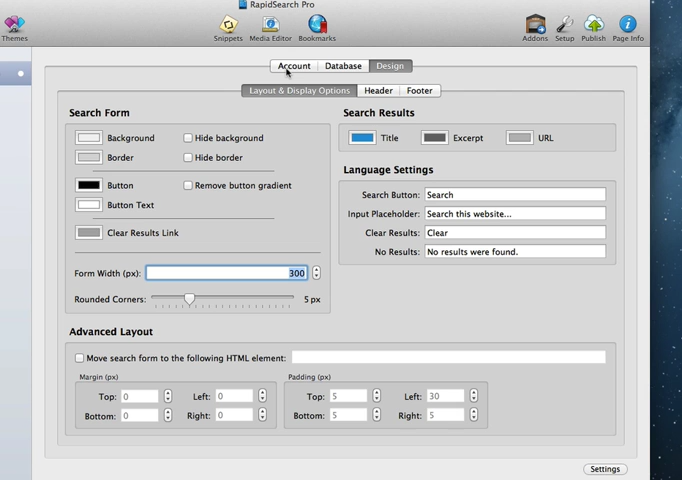 RapidSearch Pro
Themes
Snippets Media Editor Bookmarks
Addons Setup Publish Page Info
Account Database Design
Layout & Display Options Header Footer
Search Form
Background Hide background
Border Hide border
Button Remove button gradient
Button Text
Clear Results Link
Form Width (px): 300
Rounded Corners: 5 px
Search Results
Title Excerpt URL
Language Settings
Search Button: Search
Input Placeholder: Search this website...
Clear Results: Clear
No Results: No results were found.
Advanced Layout
Move search form to the following HTML element:
Margin (px)
Top: 0 Left: 0
Bottom: 0 Right: 0
Padding (px)
Top: 5 Left: 30
Bottom: 5 Right: 5
Settings